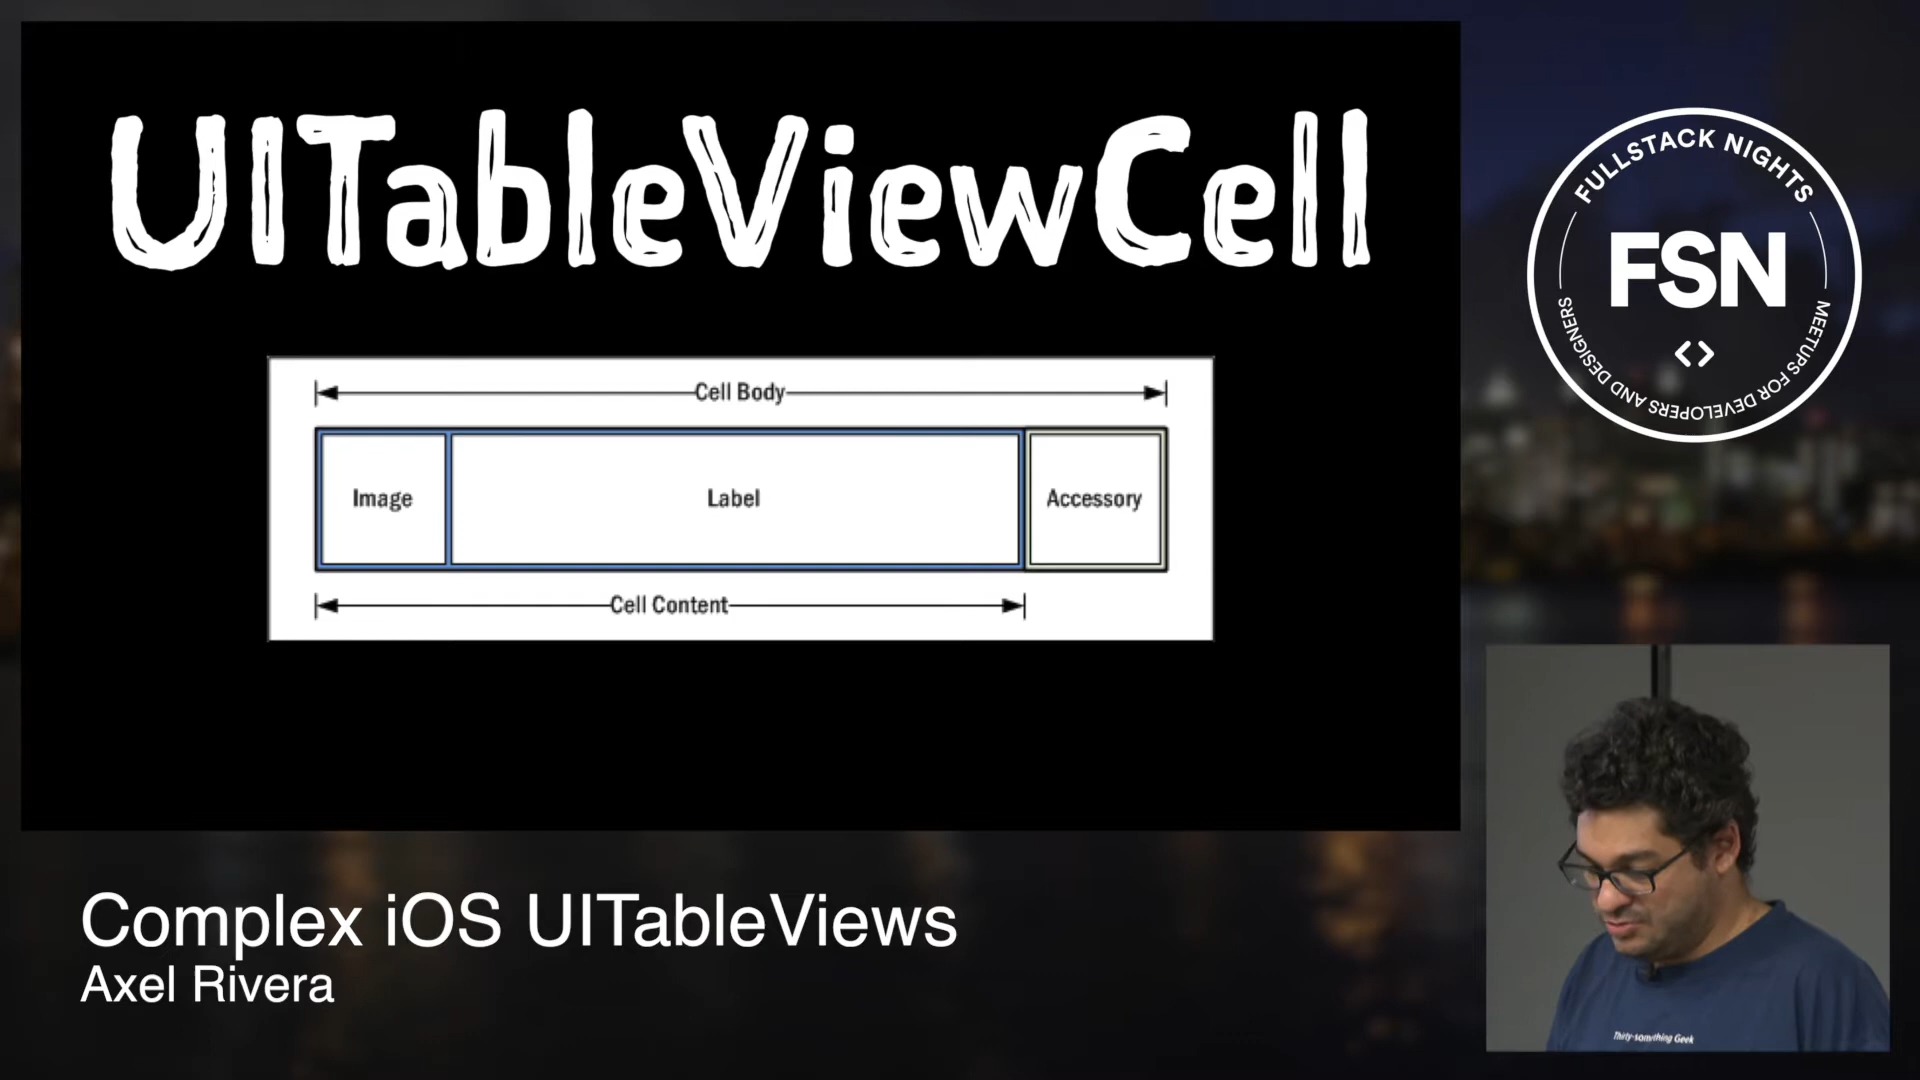 UITableViewCell
Cell Body
Image
Label
Accessory
Cell Content
FULLSTACK NIGHTS
FSN
<>
MEETUPS FOR DEVELOPERS AND DESIGNERS
Complex iOS UITableViews
Axel Rivera
Thirty-something Geek